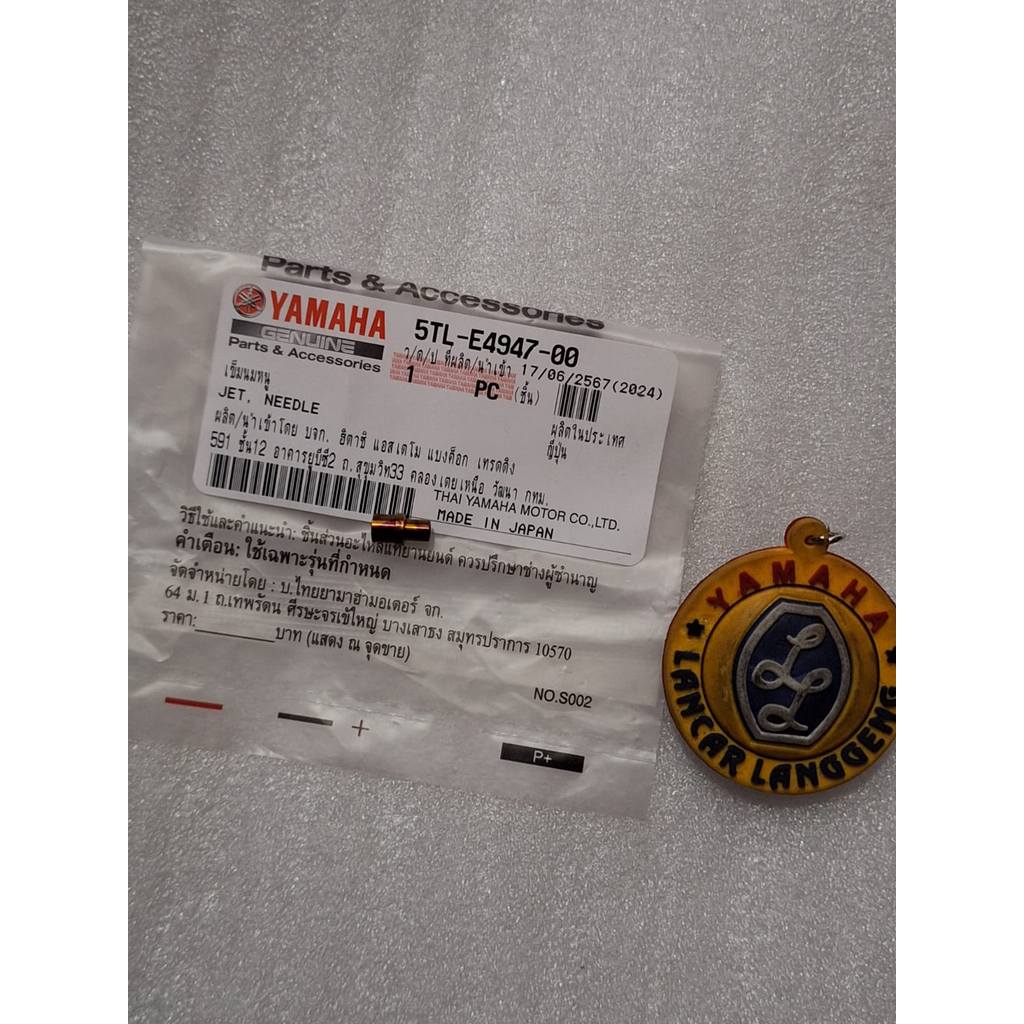 Parts & Accessories
YAMAHA
GENUINE
Parts & Accessories
5TL-E4947-00
ว/ด/ป ที่ผลิต/นำเข้า 17/06/2567(2024)
1 PC (ชิ้น)
เข็มนมหนู
JET, NEEDLE
ผลิตในประเทศ
ญี่ปุ่น
ผลิต/นำเข้าโดย บจก. ฮิตาชิ แอสเตโม แบงค็อก เทรดดิ้ง
591 ชั้น12 อาคารยูบีซี2 ถ.สุขุมวิท33 คลองเตยเหนือ วัฒนา กทม.
THAI YAMAHA MOTOR CO.,LTD.
MADE IN JAPAN
วิธีใช้และคำแนะนำ: ชิ้นส่วนอะไหล่แท้ยานยนต์ ควรปรึกษาช่างผู้ชำนาญ
คำเตือน: ใช้เฉพาะรุ่นที่กำหนด
จัดจำหน่ายโดย : บ.ไทยยามาฮ่ามอเตอร์ จก.
64 ม. 1 ถ.เทพรัตน ศีรษะจรเข้ใหญ่ บางเสาธง สมุทรปราการ 10570
ราคา:__________บาท (แสดง ณ จุดขาย)
NO.S002
P+
YAMAHA
LANCAR LANGGENG